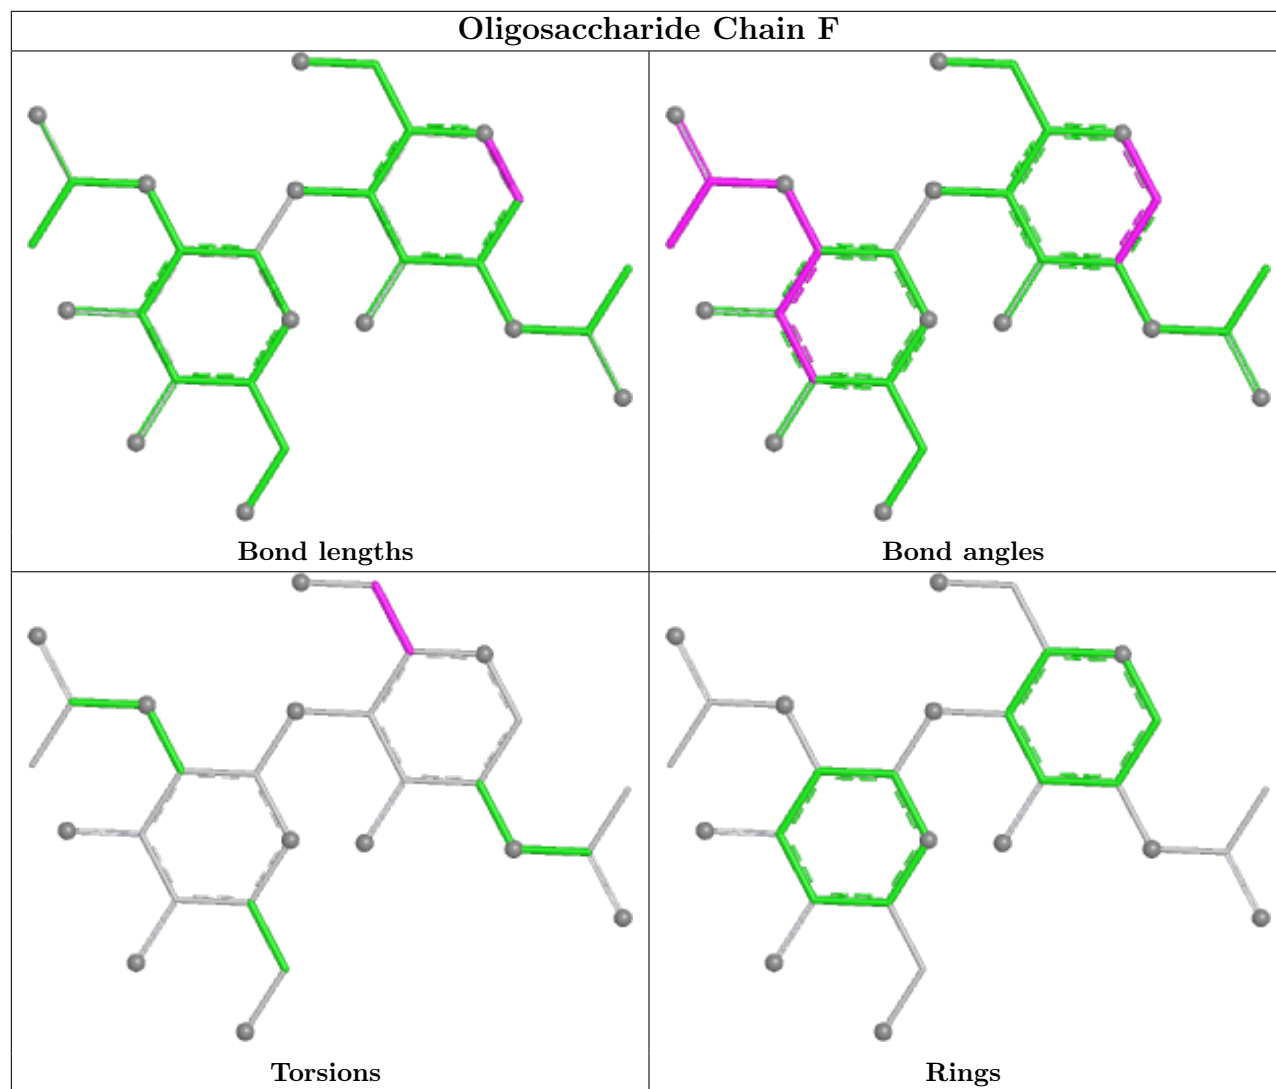 Oligosaccharide Chain F
Bond lengths
Bond angles
Torsions
Rings